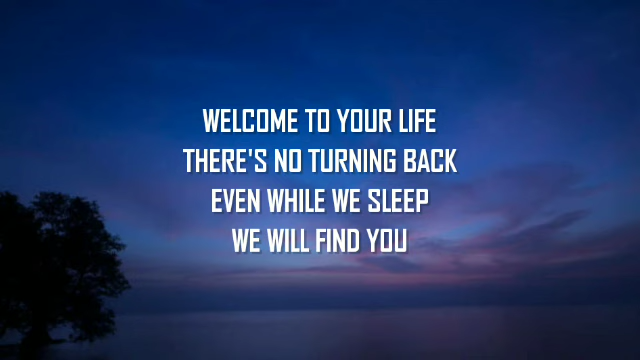 WELCOME TO YOUR LIFE
THERE'S NO TURNING BACK
EVEN WHILE WE SLEEP
WE WILL FIND YOU